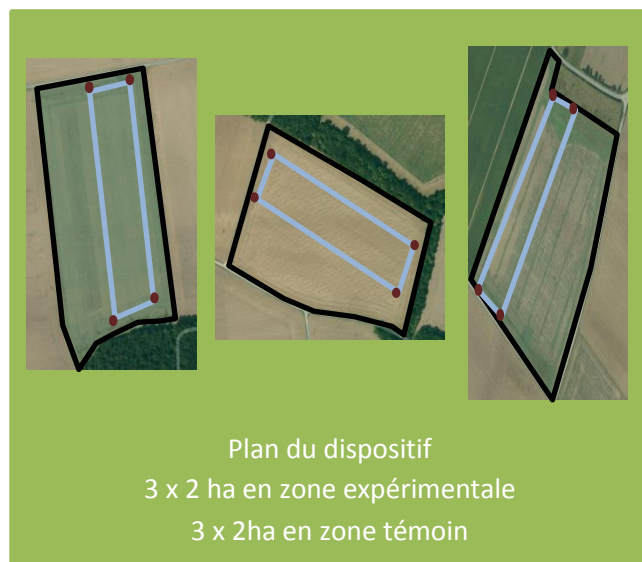 Plan du dispositif
3 x 2 ha en zone expérimentale
3 x 2ha en zone témoin